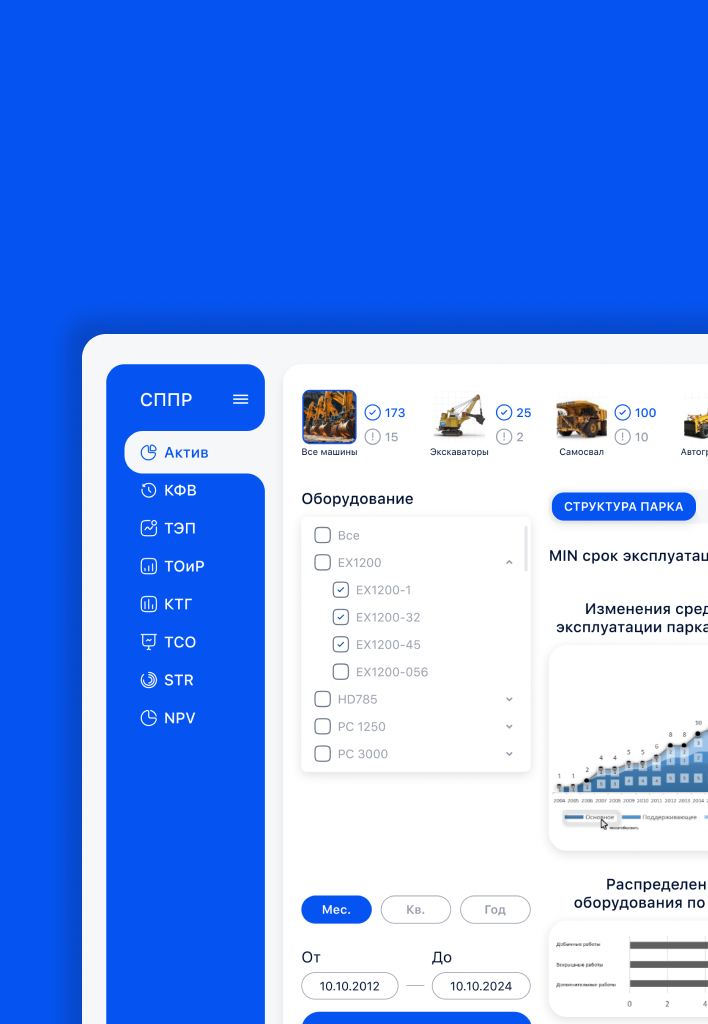 СППР
Актив
КФВ
ТЭП
ТОиР
КТГ
ТСО
STR
NPV
173
15
Все машины
25
2
Экскаваторы
100
10
Самосвал
Автог
Оборудование
Все
EX1200
EX1200-1
EX1200-32
EX1200-45
EX1200-056
HD785
PC 1250
PC 3000
Мес.
Кв.
Год
От
До
10.10.2012
10.10.2024
СТРУКТУРА ПАРКА
MIN срок эксплуатац
Изменения сред
эксплуатации парка
1 1 2 4 4 5 5 6 8 8 10
2004 2005 2006 2007 2008 2009 2010 2011 2012 2013 2014
Основное
Поддерживающее
Распределен
оборудования по
Добычные работы
Вскрышные работы
Дополнительные работы
0 2 4